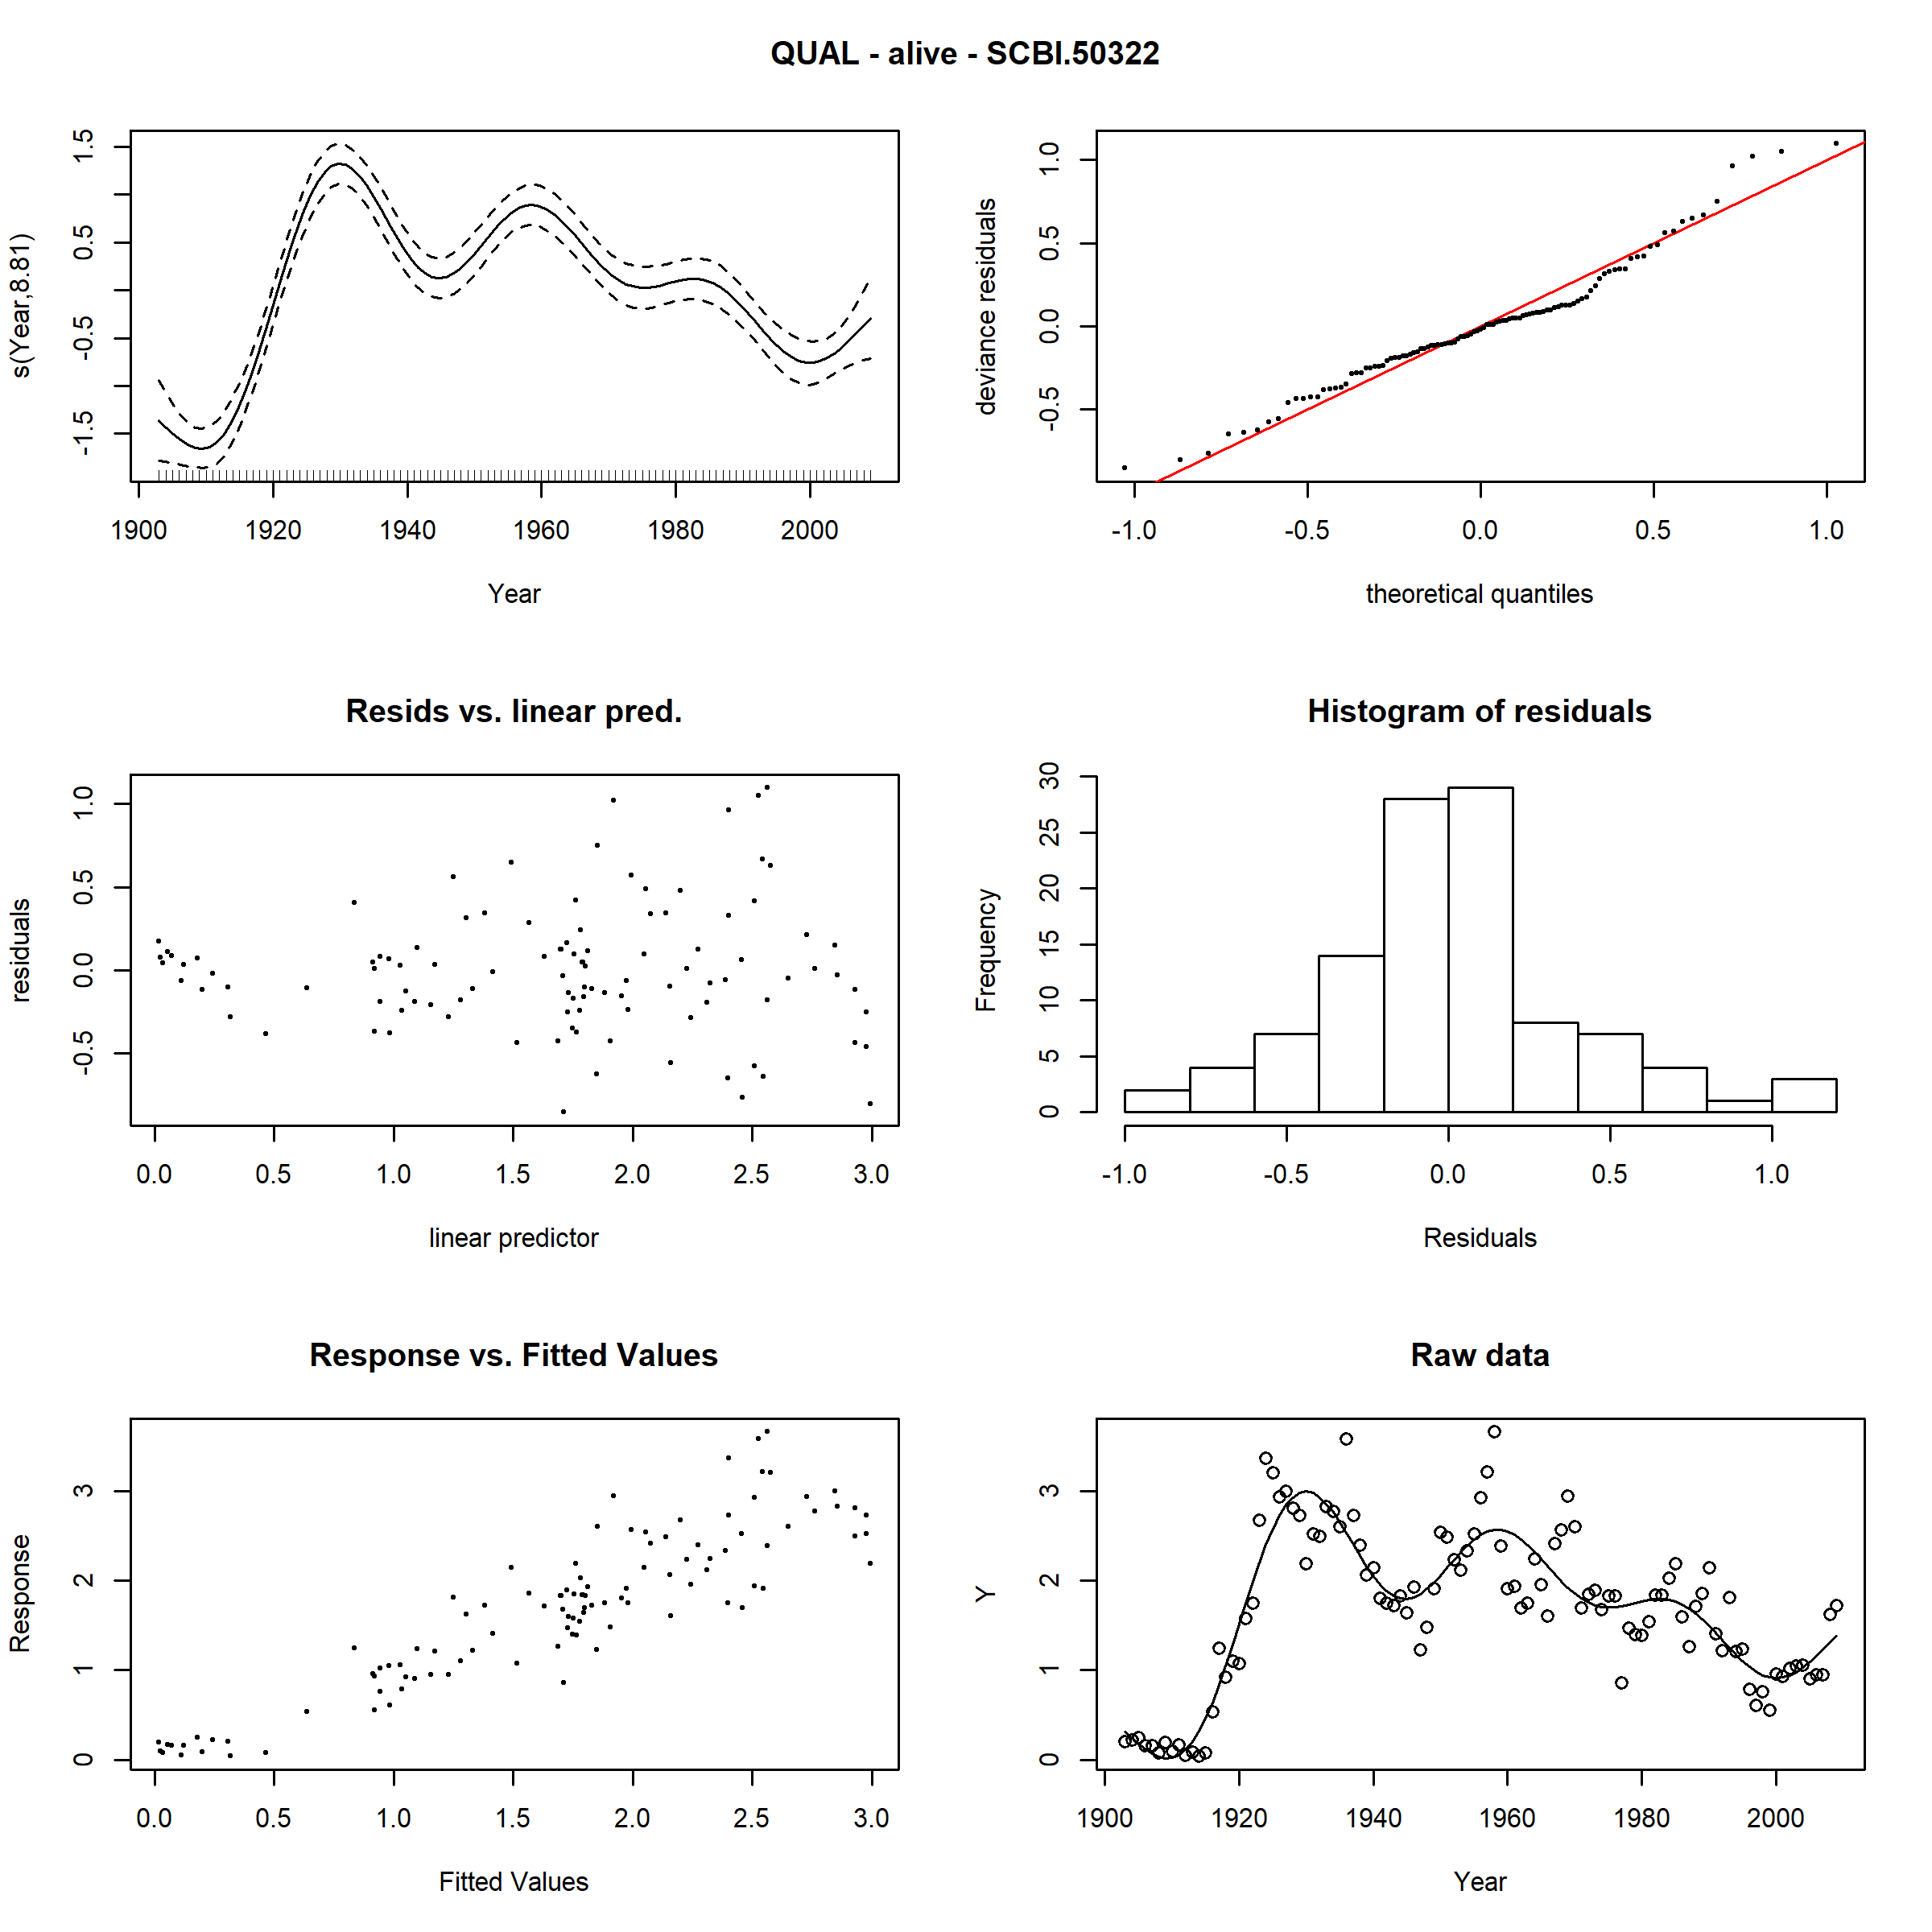 QUAL - alive - SCBI.50322
s(Year,8.81)
-1.5 -0.5 0.5 1.5
1900 1920 1940 1960 1980 2000
Year
deviance residuals
-0.5 0.0 0.5 1.0
-1.0 -0.5 0.0 0.5 1.0
theoretical quantiles
Resids vs. linear pred.
residuals
-0.5 0.0 0.5 1.0
0.0 0.5 1.0 1.5 2.0 2.5 3.0
linear predictor
Histogram of residuals
Frequency
0 5 10 15 20 25 30
-1.0 -0.5 0.0 0.5 1.0
Residuals
Response vs. Fitted Values
Response
0 1 2 3
0.0 0.5 1.0 1.5 2.0 2.5 3.0
Fitted Values
Raw data
Y
0 1 2 3
1900 1920 1940 1960 1980 2000
Year